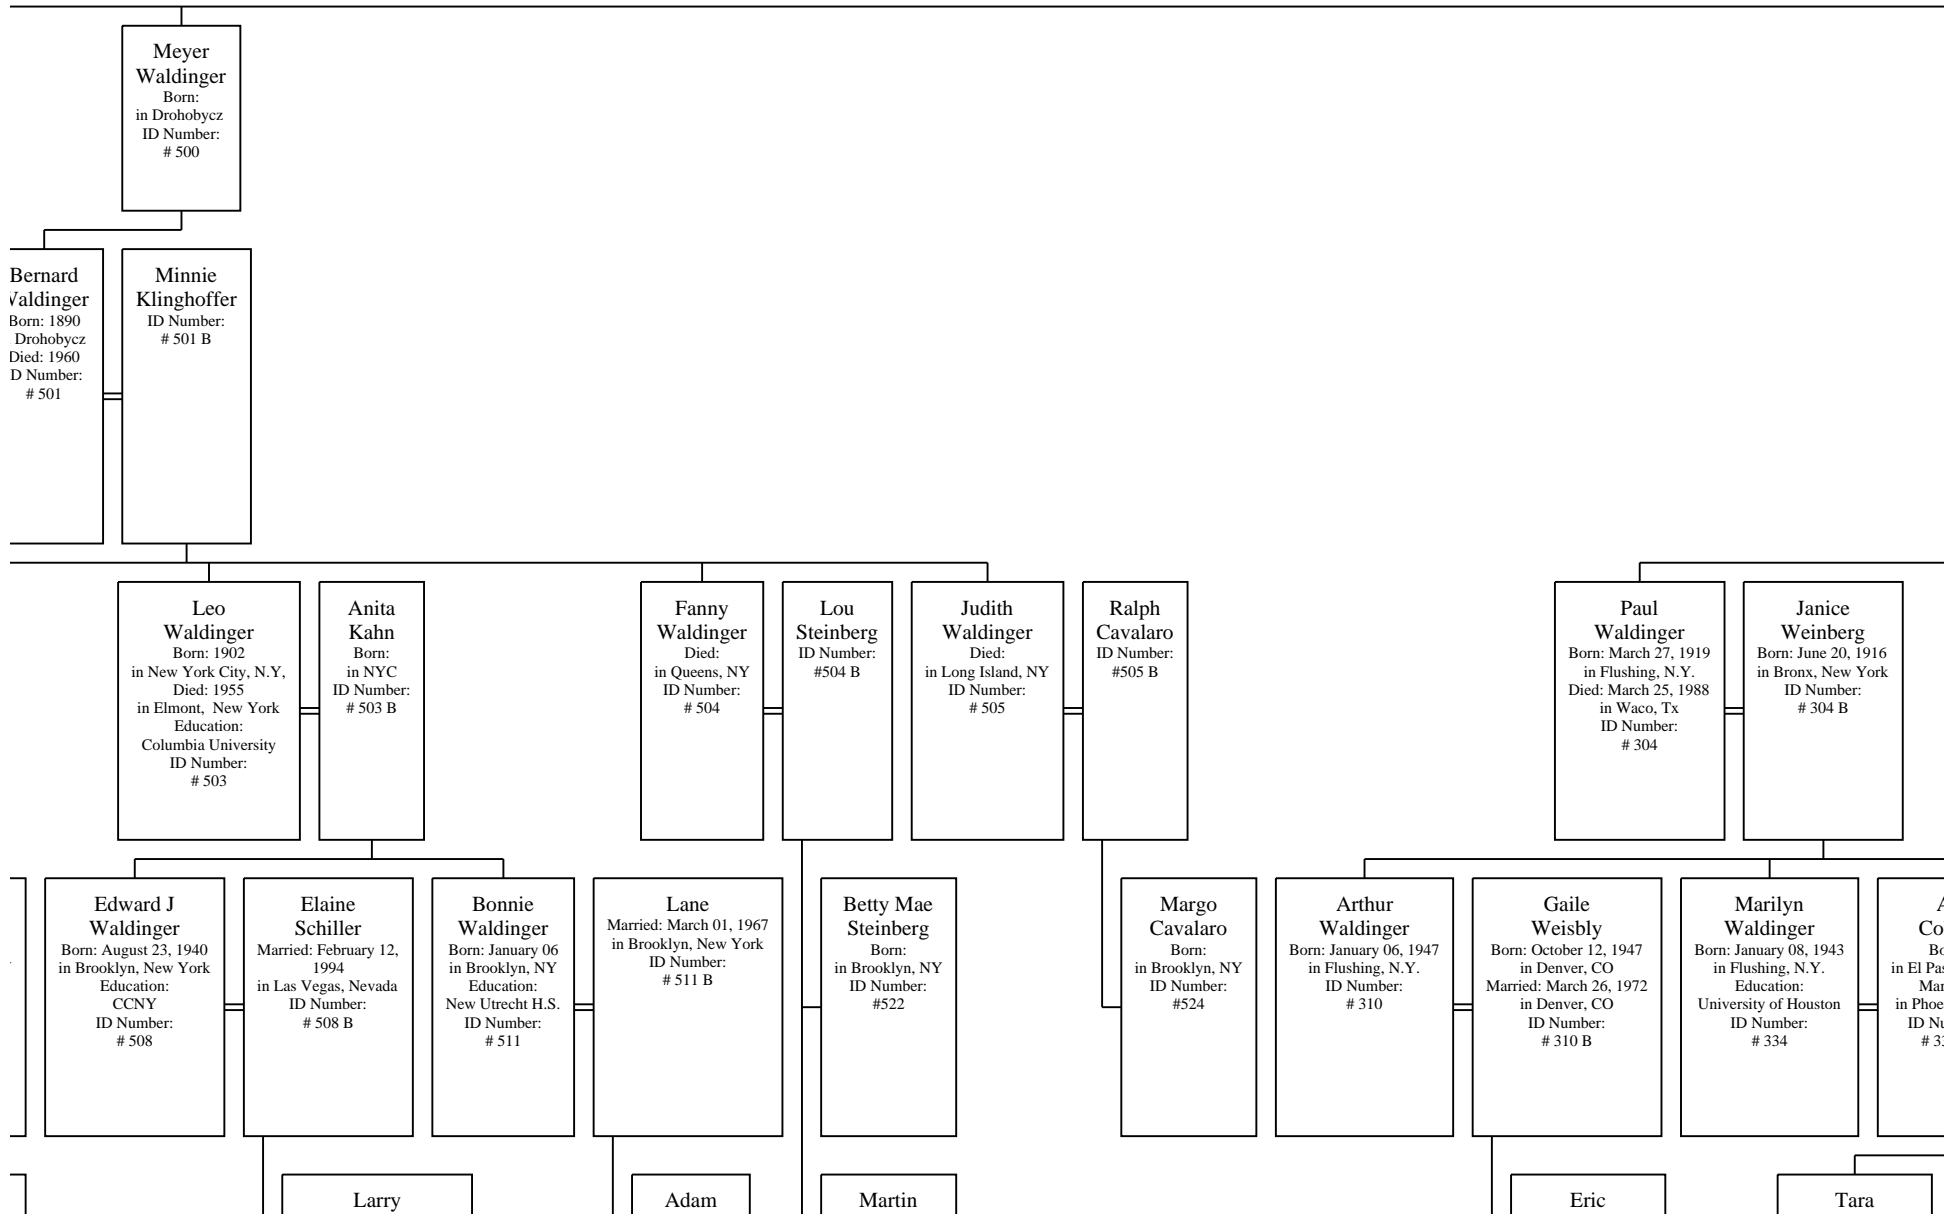 Meyer
Waldinger
Born:
in Drohobycz
ID Number:
# 500
Bernard
Born: 1890
Drohobycz
Died: 1960
# 501
Minnie
Klinghoffer
ID Number:
# 501 B
Leo
Waldinger
Born: 1902
in New York City, N.Y,
Died: 1955
in Elmont,  New York
Education:
Columbia University
ID Number:
# 503
Anita
Kahn
Born:
in NYC
ID Number:
# 503 B
Fanny
Waldinger
Died:
in Queens, NY
ID Number:
# 504
Lou
Steinberg
ID Number:
#504 B
Judith
Waldinger
Died:
in Long Island, NY
ID Number:
# 505
Ralph
Cavalaro
ID Number:
#505 B
Paul
Waldinger
Born: March 27, 1919
in Flushing, N.Y.
Died: March 25, 1988
in Waco, Tx
ID Number:
# 304
Janice
Weinberg
Born: June 20, 1916
in Bronx, New York
ID Number:
# 304 B
Edward J
Waldinger
Born: August 23, 1940
in Brooklyn, New York
Education:
CCNY
ID Number:
# 508
Elaine
Schiller
Married: February 12,
1994
in Las Vegas, Nevada
ID Number:
# 508 B
Bonnie
Waldinger
Born: January 06
in Brooklyn, NY
Education:
New Utrecht H.S.
ID Number:
# 511
Lane
Married: March 01, 1967
in Brooklyn, New York
ID Number:
# 511 B
Betty Mae
Steinberg
Born:
in Brooklyn, NY
ID Number:
#522
Margo
Cavalaro
Born:
in Brooklyn, NY
ID Number:
#524
Arthur
Waldinger
Born: January 06, 1947
in Flushing, N.Y.
ID Number:
# 310
Gaile
Weisbly
Born: October 12, 1947
in Denver, CO
Married: March 26, 1972
in Denver, CO
ID Number:
# 310 B
Marilyn
Waldinger
Born: January 08, 1943
in Flushing, N.Y.
Education:
University of Houston
ID Number:
# 334
in El
in
ID
Larry
Adam
Martin
Eric
Tara